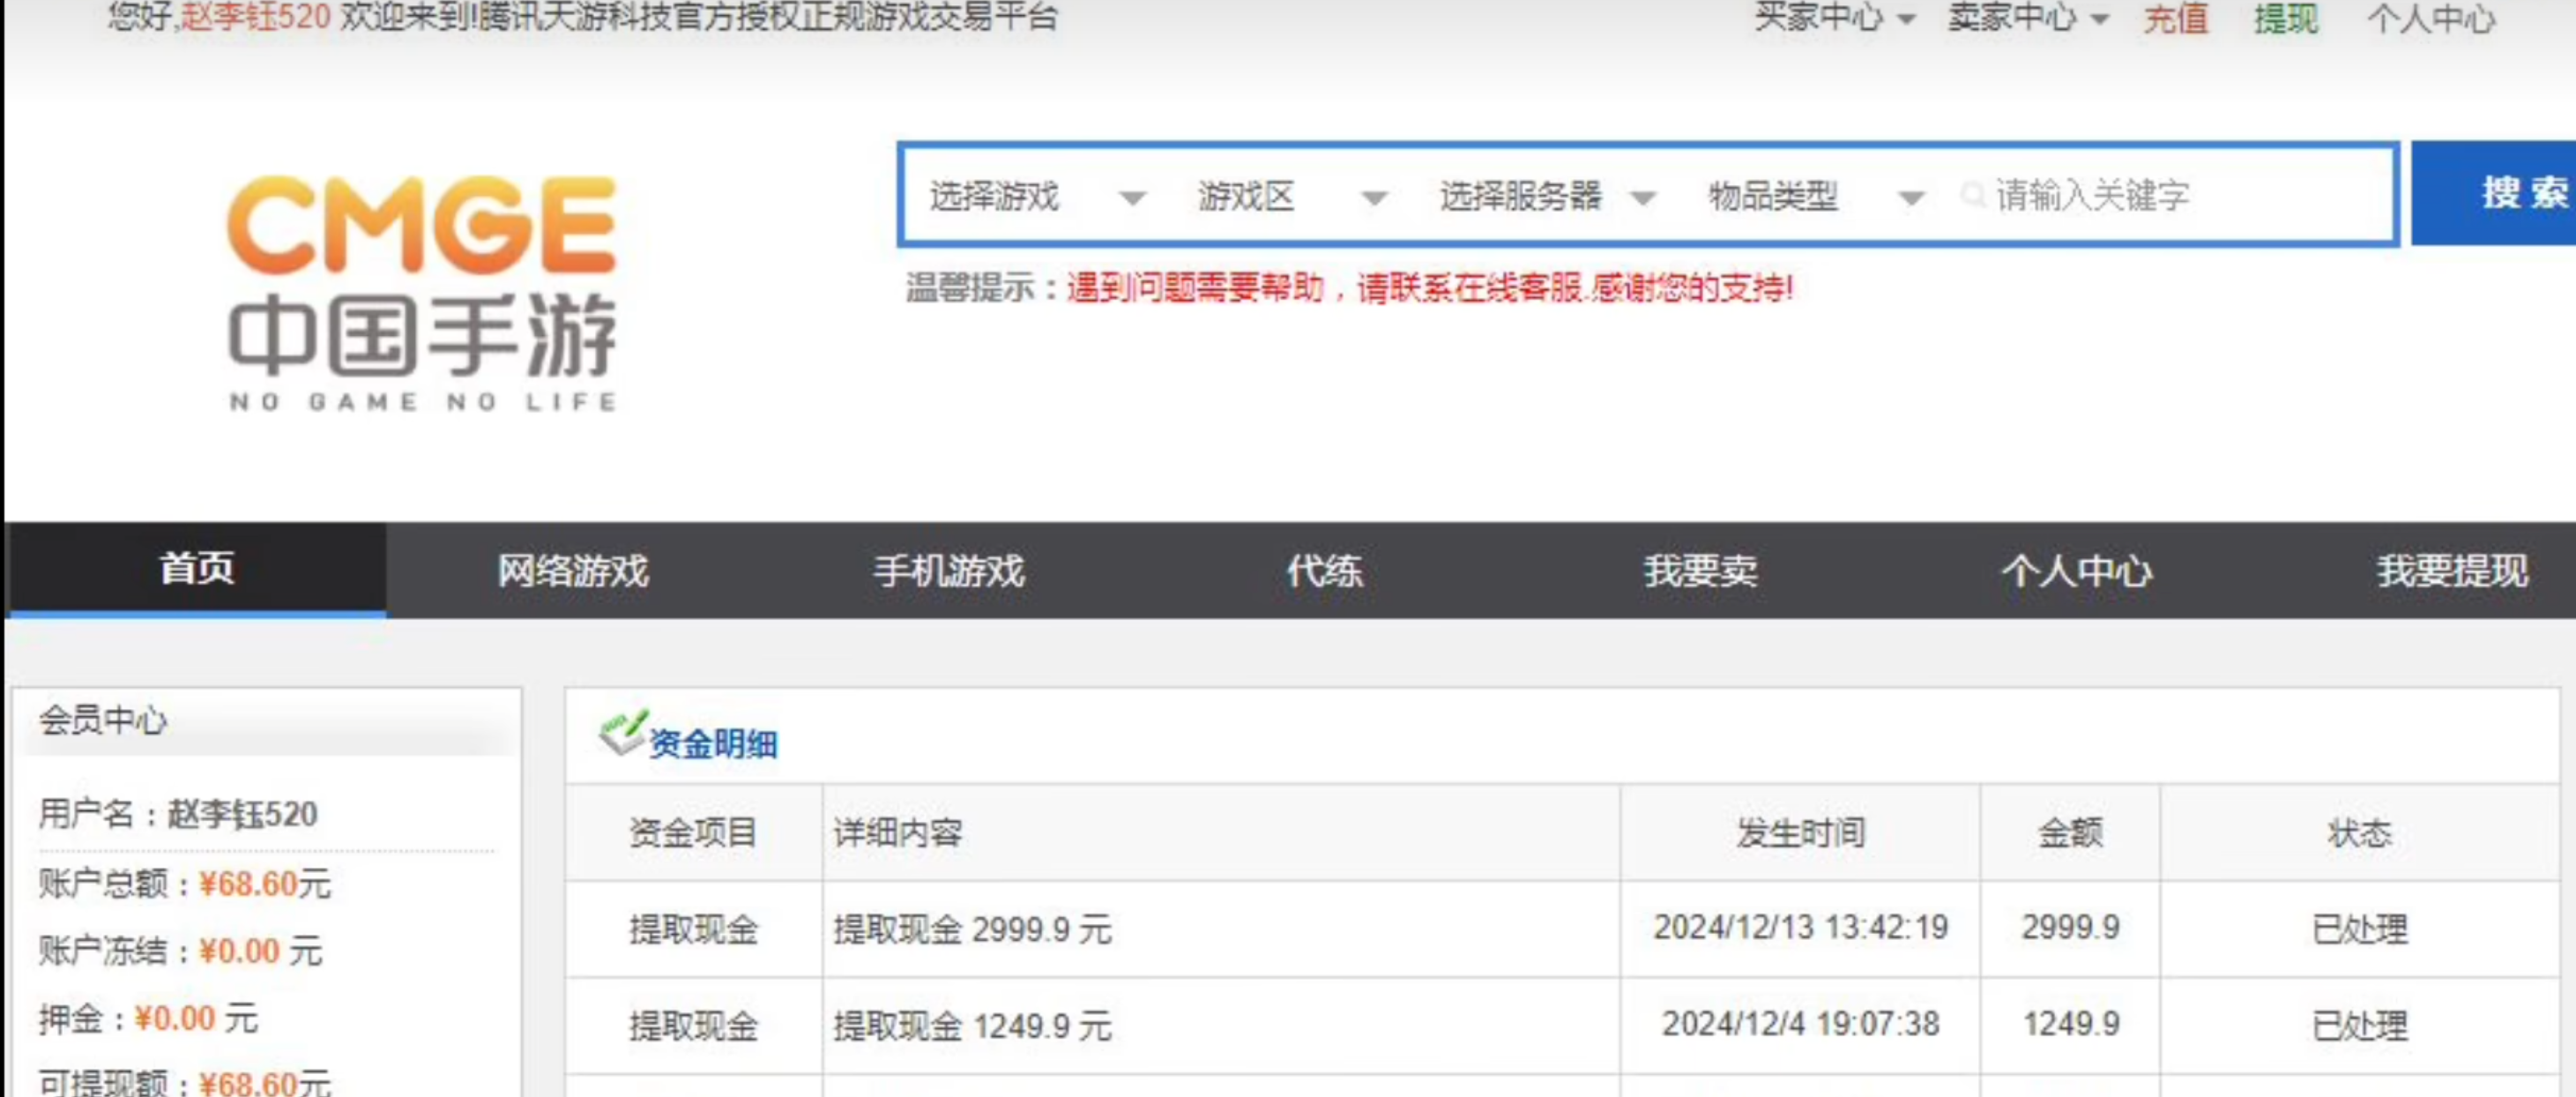 您好,赵李钰520 欢迎来到!腾讯天游科技官方授权正规游戏交易平台
买家中心 卖家中心 充值 提现 个人中心
CMGE
中国手游
NO GAME NO LIFE
选择游戏 游戏区 选择服务器 物品类型 请输入关键字 搜索
温馨提示：遇到问题需要帮助，请联系在线客服.感谢您的支持!
首页 网络游戏 手机游戏 代练 我要卖 个人中心 我要提现
会员中心
用户名：赵李钰520
账户总额：¥68.60元
账户冻结：¥0.00 元
押金：¥0.00 元
可提现额：¥68.60元
资金明细
资金项目 详细内容 发生时间 金额 状态
提取现金 提取现金 2999.9 元 2024/12/13 13:42:19 2999.9 已处理
提取现金 提取现金 1249.9 元 2024/12/4 19:07:38 1249.9 已处理